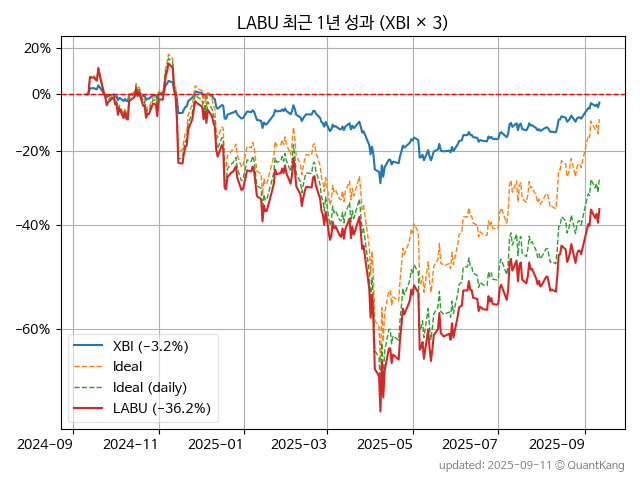 LABU 최근 1년 성과 (XBI × 3)
20%
0%
−20%
−40%
−60%
XBI (−3.2%)
Ideal
Ideal (daily)
LABU (−36.2%)
2024-09
2024-11
2025-01
2025-03
2025-05
2025-07
2025-09
updated: 2025-09-11 © QuantKang